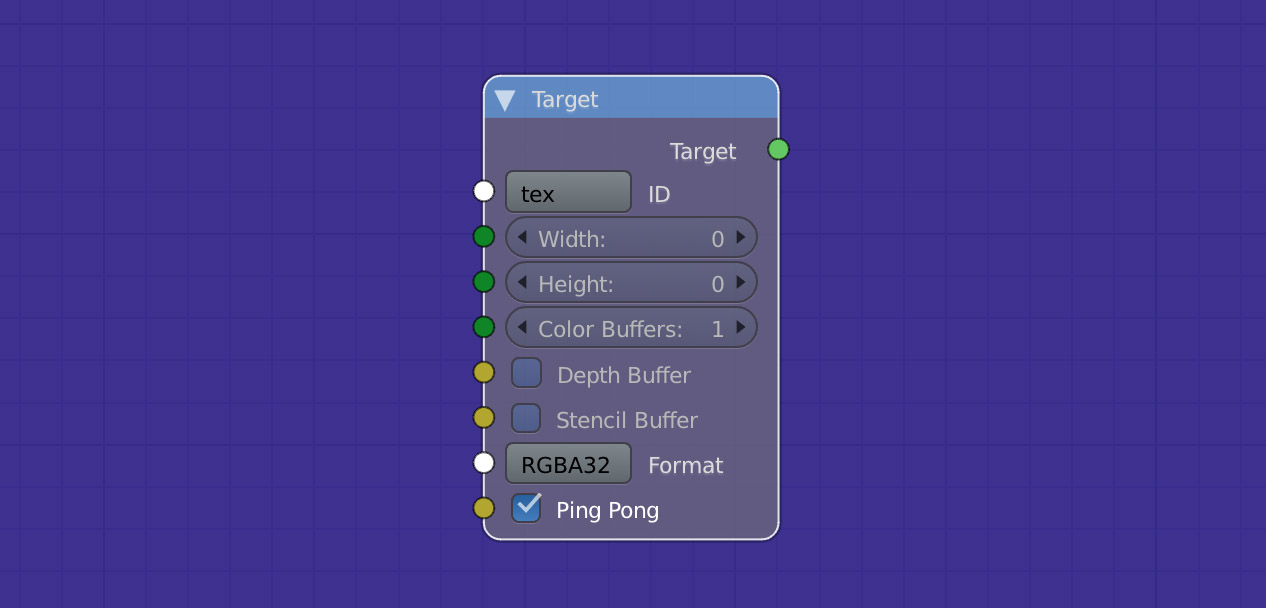 Target
Target
tex ID
Width: 0
Height: 0
Color Buffers: 1
Depth Buffer
Stencil Buffer
RGBA32 Format
Ping Pong